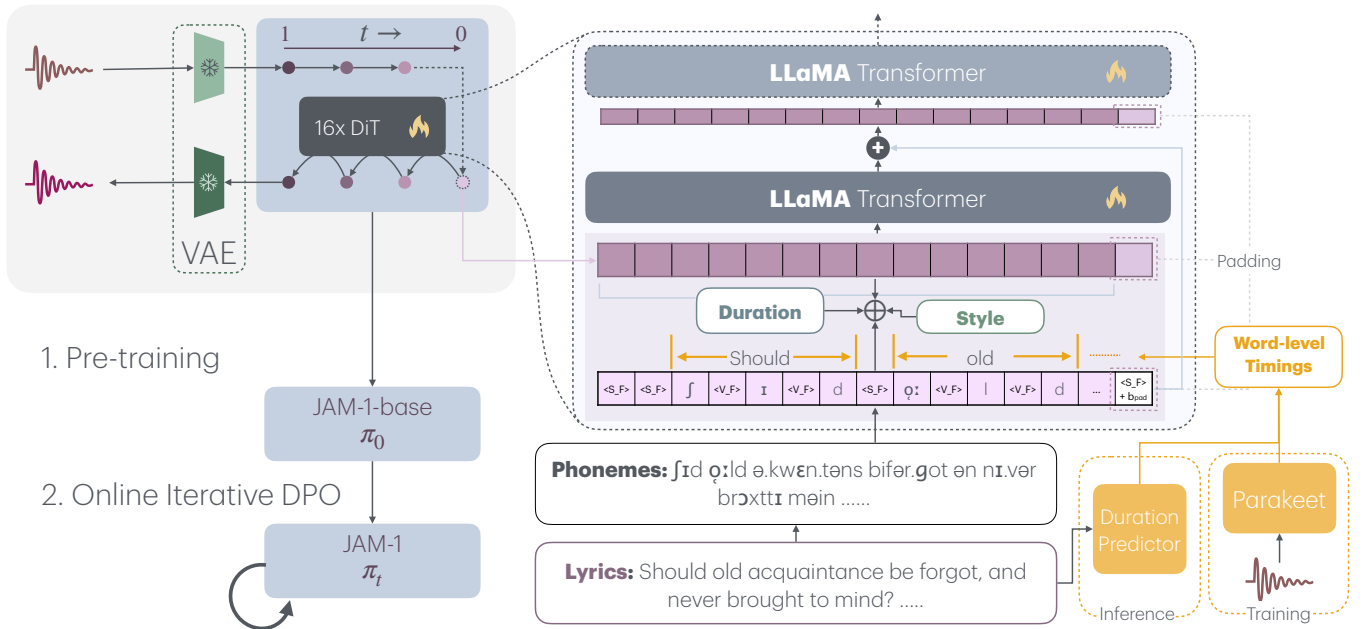 1
t →
0
16x DiT
VAE
1. Pre-training
JAM-1-base
π₀
2. Online Iterative DPO
JAM-1
πₜ
LLaMA Transformer
+
LLaMA Transformer
Padding
Duration
Style
Should
old
..........
<S_F> <S_F> ʃ <V_F> ɪ <V_F> d <S_F> o̜ː <V_F> l <V_F> d ... <S_F>
+ bpad
Word-level
Timings
Phonemes: ʃɪd o̜ːld ə.kwɛn.təns bifər.ɡot ən nɪ.vər
brɔxttɪ məin ......
Lyrics: Should old acquaintance be forgot, and
never brought to mind? .....
Duration
Predictor
Inference
Parakeet
Training